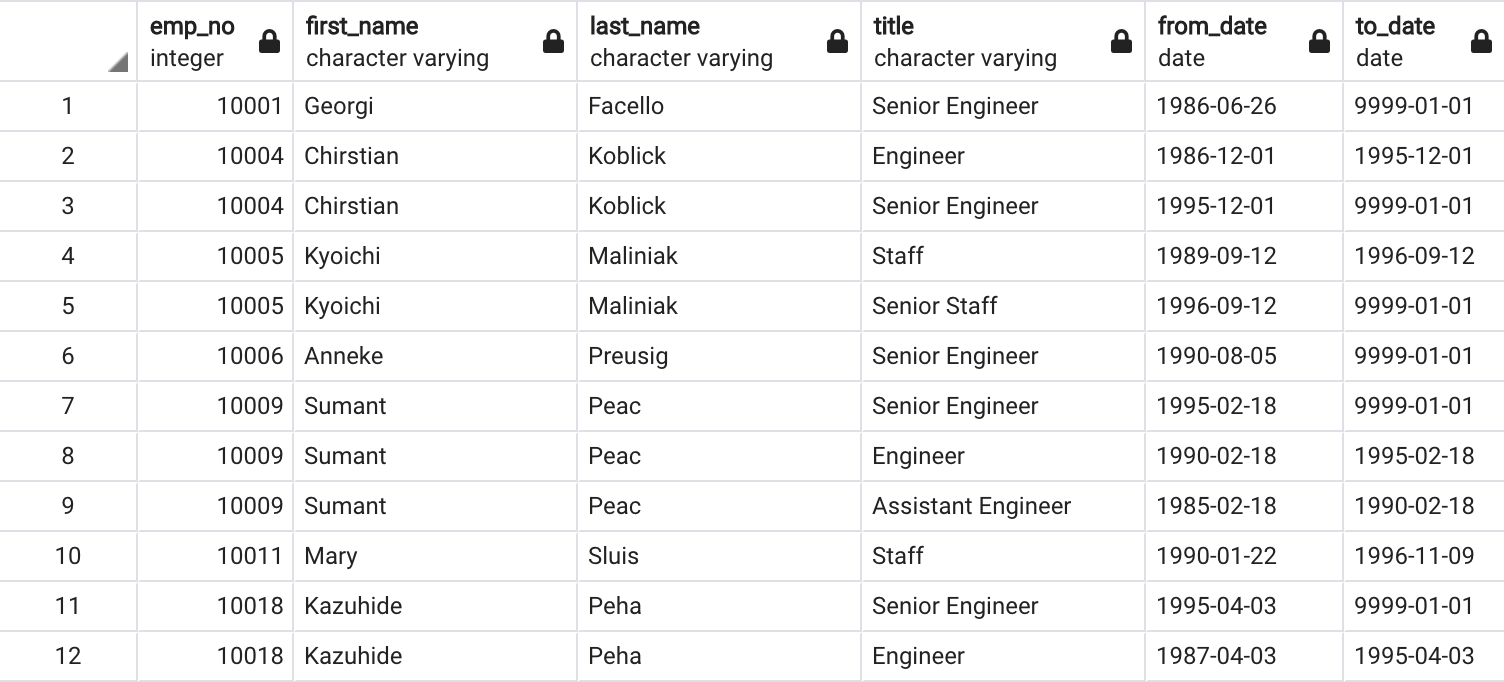 emp_no first_name last_name title from_date to_date
integer character varying character varying character varying date date
1 10001 Georgi Facello Senior Engineer 1986-06-26 9999-01-01
2 10004 Chirstian Koblick Engineer 1986-12-01 1995-12-01
3 10004 Chirstian Koblick Senior Engineer 1995-12-01 9999-01-01
4 10005 Kyoichi Maliniak Staff 1989-09-12 1996-09-12
5 10005 Kyoichi Maliniak Senior Staff 1996-09-12 9999-01-01
6 10006 Anneke Preusig Senior Engineer 1990-08-05 9999-01-01
7 10009 Sumant Peac Senior Engineer 1995-02-18 9999-01-01
8 10009 Sumant Peac Engineer 1990-02-18 1995-02-18
9 10009 Sumant Peac Assistant Engineer 1985-02-18 1990-02-18
10 10011 Mary Sluis Staff 1990-01-22 1996-11-09
11 10018 Kazuhide Peha Senior Engineer 1995-04-03 9999-01-01
12 10018 Kazuhide Peha Engineer 1987-04-03 1995-04-03